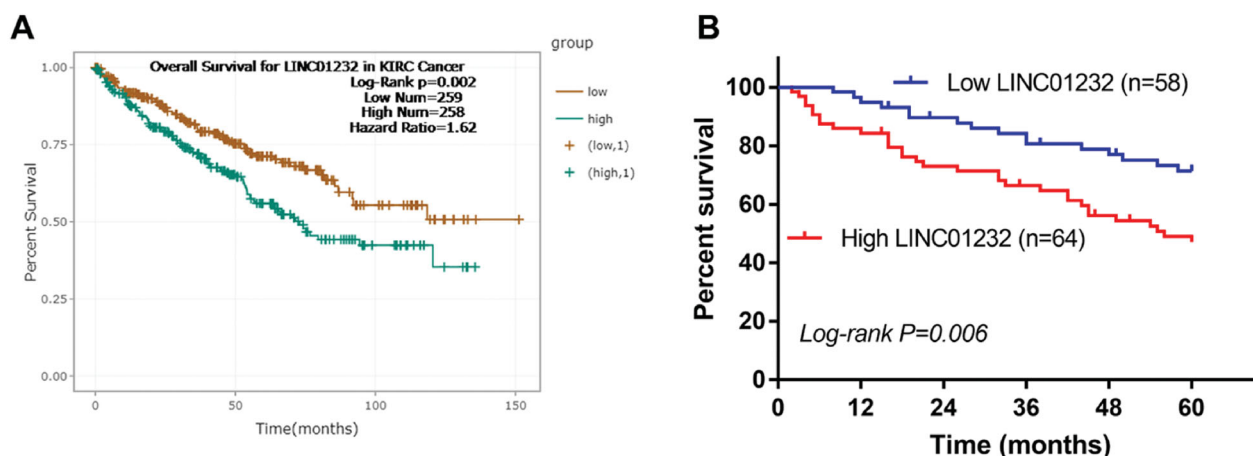 A
Overall Survival for LINC01232 in KIRC Cancer
Log-Rank p=0.002
Low Num=259
High Num=258
Hazard Ratio=1.62
group
low
high
(low,1)
(high,1)
Percent Survival
1.00
0.75
0.50
0.25
0.00
0
50
100
150
Time(months)
B
Low LINC01232 (n=58)
High LINC01232 (n=64)
Log-rank P=0.006
Percent survival
100
80
60
40
20
0
0
12
24
36
48
60
Time (months)